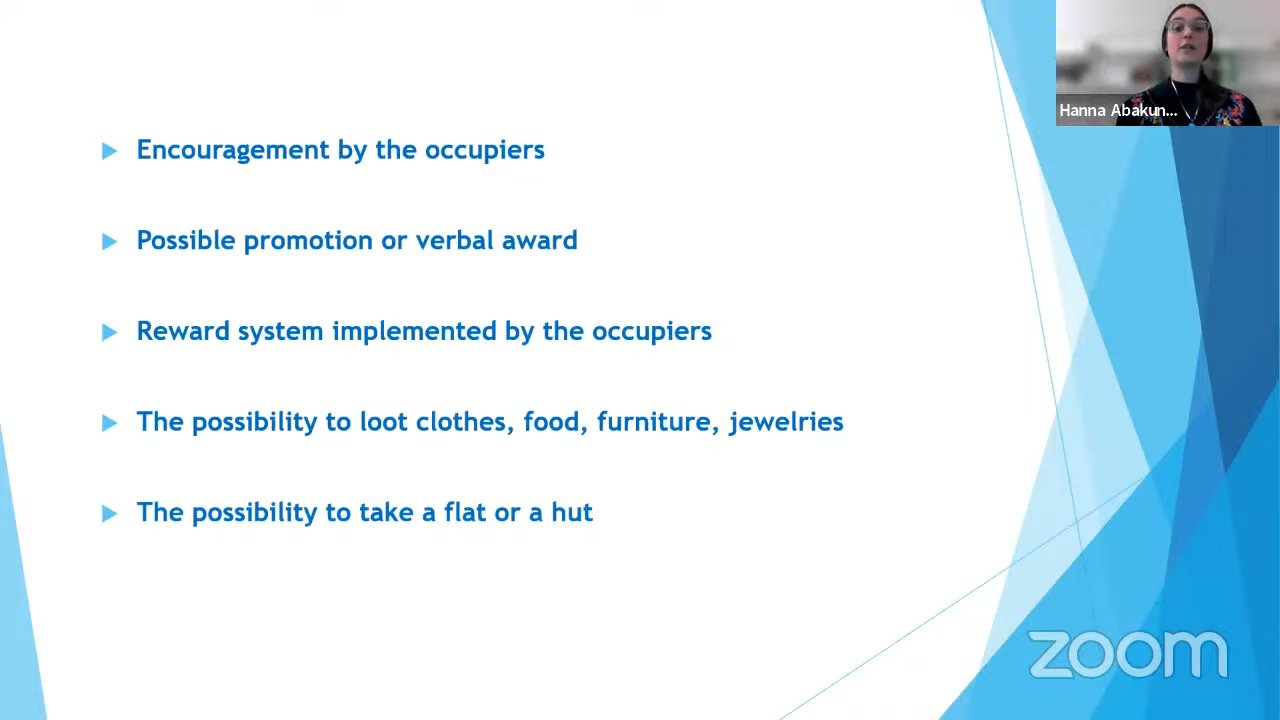 Hanna Abakun...
Encouragement by the occupiers
Possible promotion or verbal award
Reward system implemented by the occupiers
The possibility to loot clothes, food, furniture, jewelries
The possibility to take a flat or a hut
zoom